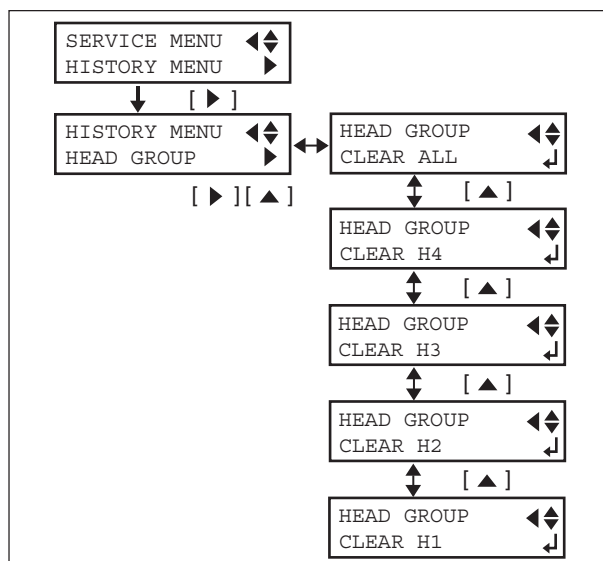 SERVICE MENU ◀◆
HISTORY MENU ▶
[ ▶ ]
HISTORY MENU ◀◆
HEAD GROUP ▶
[ ▶ ][ ▲ ]
HEAD GROUP ◀◆
CLEAR ALL ↵
[ ▲ ]
HEAD GROUP ◀◆
CLEAR H4 ↵
[ ▲ ]
HEAD GROUP ◀◆
CLEAR H3 ↵
[ ▲ ]
HEAD GROUP ◀◆
CLEAR H2 ↵
[ ▲ ]
HEAD GROUP ◀◆
CLEAR H1 ↵